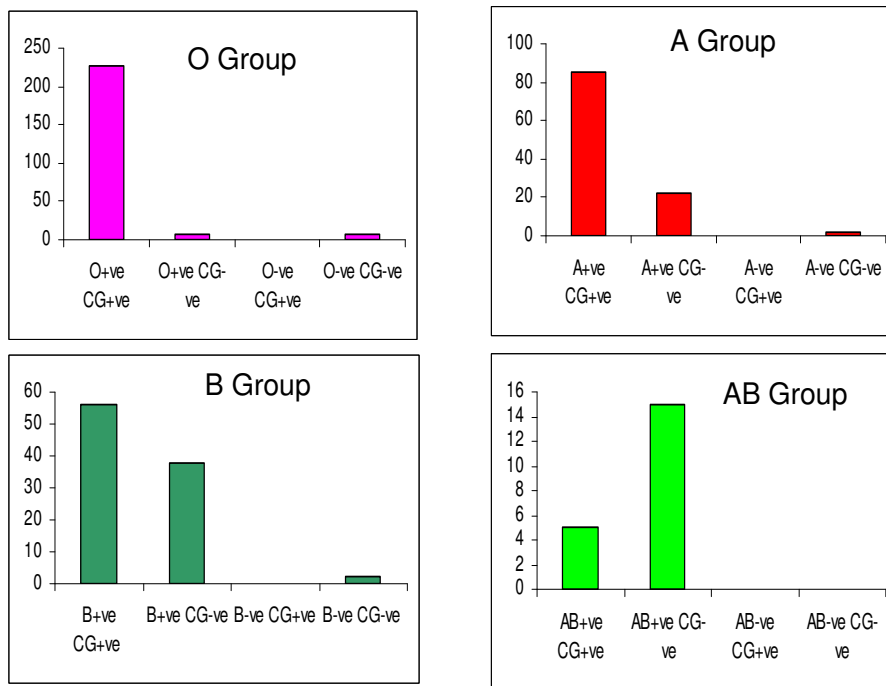 O Group
250
200
150
100
50
0
O+ve CG+ve
O+ve CG-ve
O-ve CG+ve
O-ve CG-ve
A Group
100
80
60
40
20
0
A+ve CG+ve
A+ve CG-ve
A-ve CG+ve
A-ve CG-ve
B Group
60
50
40
30
20
10
0
B+ve CG+ve
B+ve CG-ve
B-ve CG+ve
B-ve CG-ve
AB Group
16
14
12
10
8
6
4
2
0
AB+ve CG+ve
AB+ve CG-ve
AB-ve CG+ve
AB-ve CG-ve